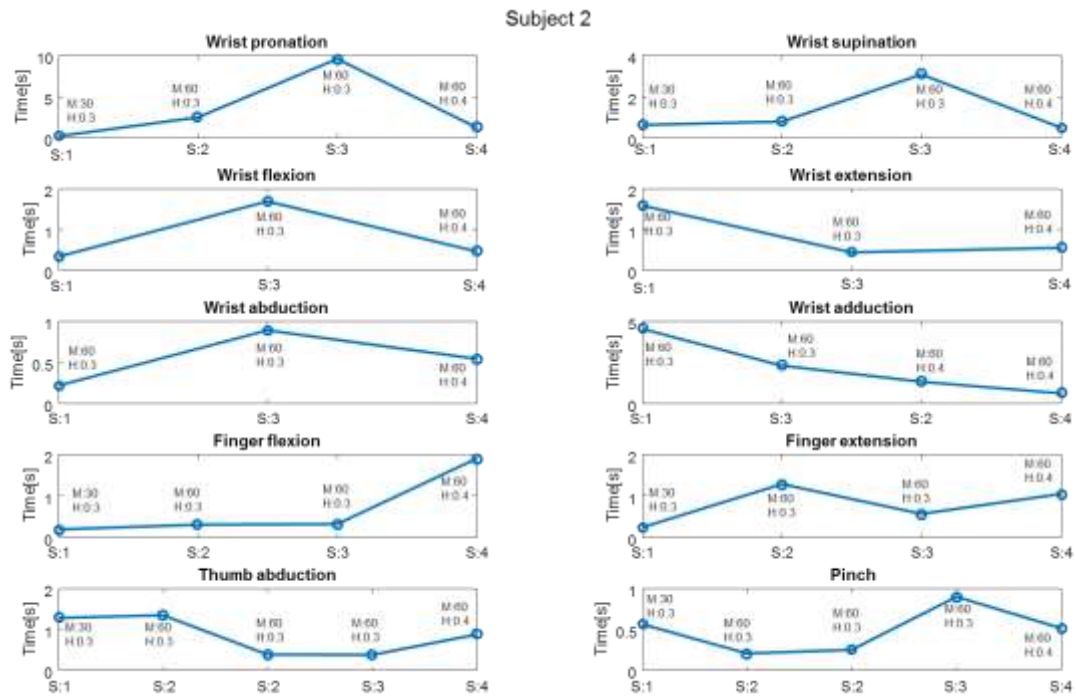 Subject 2
Wrist pronation
Time[s]
10
5
0
M:30
H:0.3
M:60
H:0.3
M:60
H:0.3
M:60
H:0.4
S:1
S:2
S:3
S:4
Wrist supination
Time[s]
4
2
0
M:30
H:0.3
M:60
H:0.3
M:60
H:0.3
M:60
H:0.4
S:1
S:2
S:3
S:4
Wrist flexion
Time[s]
2
1
0
M:60
H:0.3
M:60
H:0.4
S:1
S:3
S:4
Wrist extension
Time[s]
2
1
0
M:60
H:0.3
M:60
H:0.3
M:60
H:0.4
S:1
S:3
S:4
Wrist abduction
Time[s]
1
0.5
0
M:60
H:0.3
M:60
H:0.3
M:60
H:0.4
S:1
S:3
S:4
Wrist adduction
Time[s]
5
0
M:60
H:0.3
M:60
H:0.3
M:60
H:0.4
M:60
H:0.4
S:1
S:3
S:2
S:4
Finger flexion
Time[s]
2
1
0
M:30
H:0.3
M:60
H:0.3
M:60
H:0.3
M:60
H:0.4
S:1
S:2
S:3
S:4
Finger extension
Time[s]
2
1
0
M:30
H:0.3
M:60
H:0.3
M:60
H:0.3
M:60
H:0.4
S:1
S:2
S:3
S:4
Thumb abduction
Time[s]
2
1
0
M:30
H:0.3
M:60
H:0.3
M:60
H:0.3
M:60
H:0.3
M:60
H:0.4
S:1
S:2
S:2
S:3
S:4
Pinch
Time[s]
1
0.5
0
M:30
H:0.3
M:60
H:0.3
M:60
H:0.3
M:60
H:0.3
M:60
H:0.4
S:1
S:2
S:2
S:3
S:4